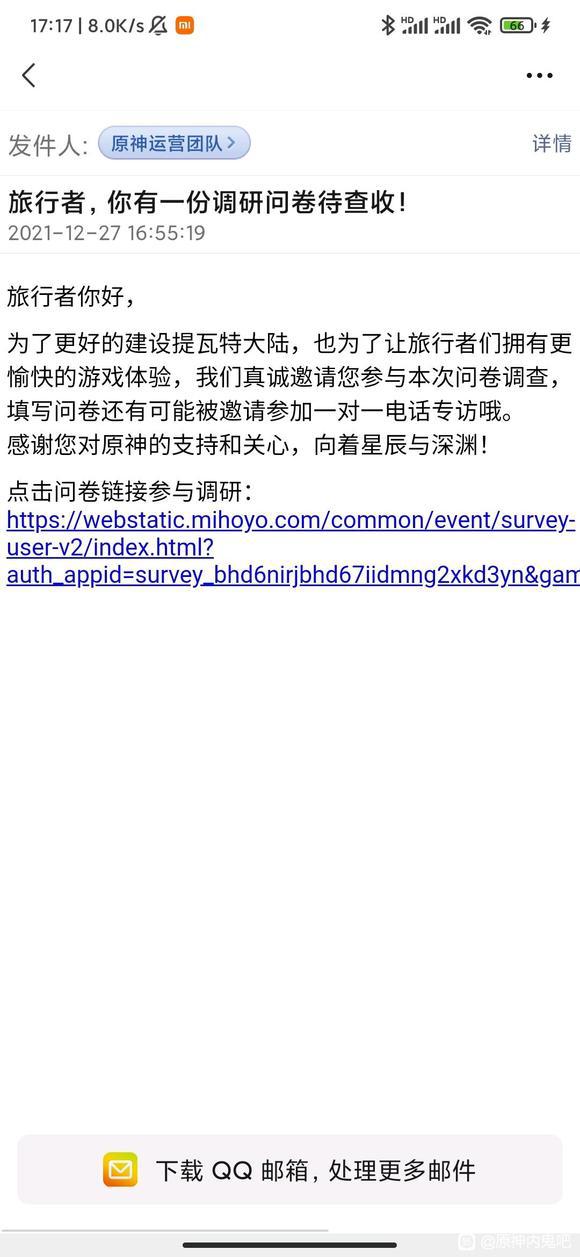 17:17 | 8.0K/s
HD HD 66
发件人: 原神运营团队 详情
旅行者，你有一份调研问卷待查收！
2021-12-27 16:55:19
旅行者你好，
为了更好的建设提瓦特大陆，也为了让旅行者们拥有更
愉快的游戏体验，我们真诚邀请您参与本次问卷调查，
填写问卷还有可能被邀请参加一对一电话专访哦。
感谢您对原神的支持和关心，向着星辰与深渊！
点击问卷链接参与调研：
https://webstatic.mihoyo.com/common/event/survey-
user-v2/index.html?
auth_appid=survey_bhd6nirjbhd67iidmng2xkd3yn&gam
下载 QQ 邮箱，处理更多邮件
@原神内鬼吧